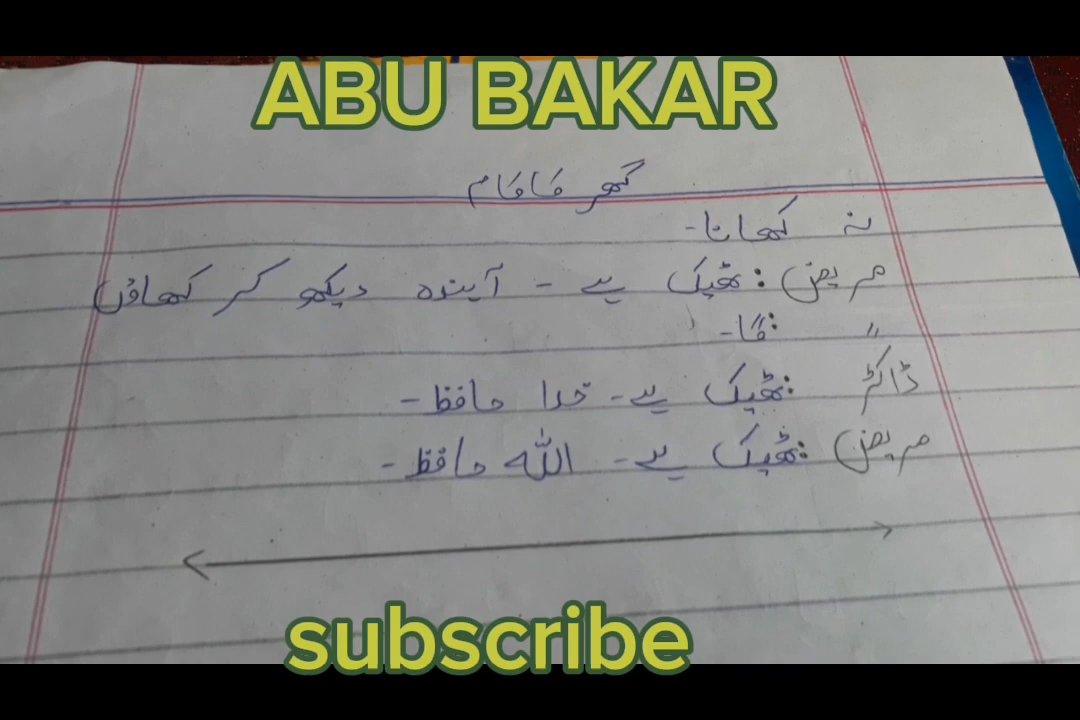 ABU BAKAR
گھر کا کام
نہ کھانا-
مریض: ٹھیک ہے - آیندہ دیکھ کر کھاؤں
〃 :گا-
ڈاکٹر :ٹھیک ہے- خدا حافظ-
مریض :ٹھیک ہے- اللہ حافظ-
subscribe